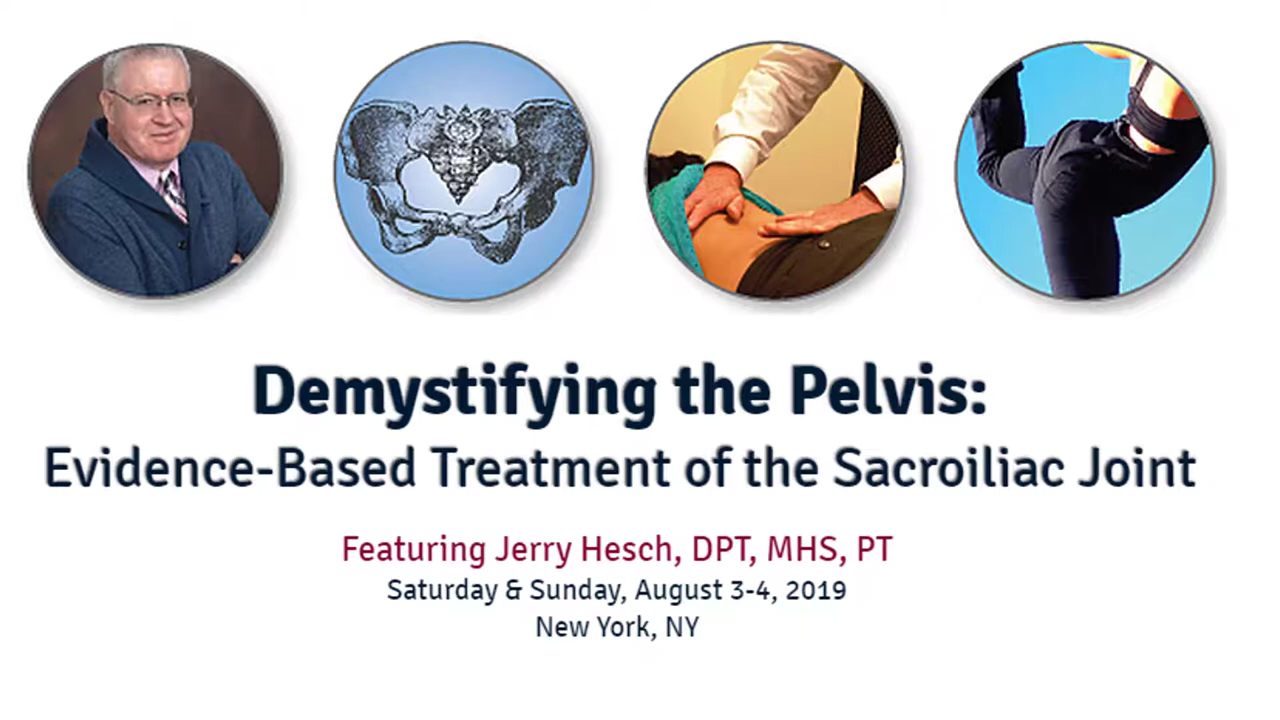 Demystifying the Pelvis:
Evidence-Based Treatment of the Sacroiliac Joint
Featuring Jerry Hesch, DPT, MHS, PT
Saturday & Sunday, August 3-4, 2019
New York, NY